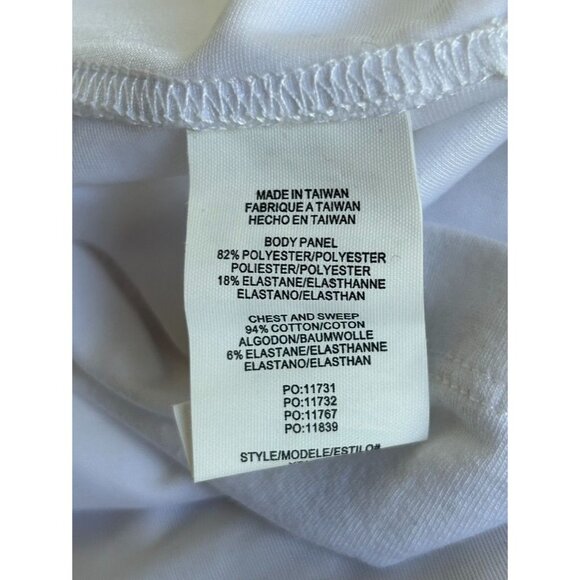 MADE IN TAIWAN
FABRIQUE A TAIWAN
HECHO EN TAIWAN
BODY PANEL
82% POLYESTER/POLYESTER
POLIESTER/POLYESTER
18% ELASTANE/ELASTHANNE
ELASTANO/ELASTHAN
CHEST AND SWEEP
94% COTTON/COTON
ALGODON/BAUMWOLLE
6% ELASTANE/ELASTHANNE
ELASTANO/ELASTHAN
PO:11731
PO:11732
PO:11767
PO:11839
STYLE/MODELE/ESTILO#